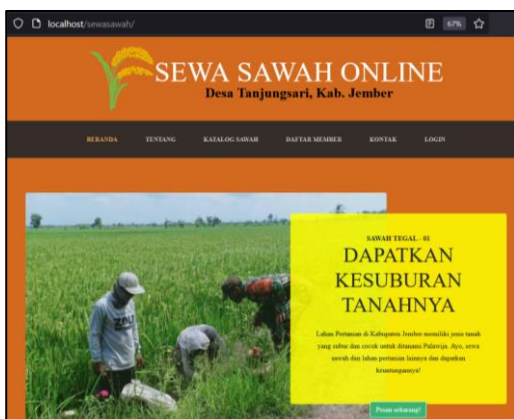 localhost/sewasawah/
67%
SEWA SAWAH ONLINE
Desa Tanjungsari, Kab. Jember
BERANDA TENTANG KATALOG SAWAH DAFTAR MEMBER KONTAK LOGIN
SAWAH TEGAL - 01
DAPATKAN
KESUBURAN
TANAHNYA
Lahan Pertanian di Kabupaten Jember memiliki jenis tanah
yang subur dan cocok untuk ditanami Palawija. Ayo, sewa
sawah dan lahan pertanian lainnya dan dapatkan
keuntungannya!
Pesan sekarang!